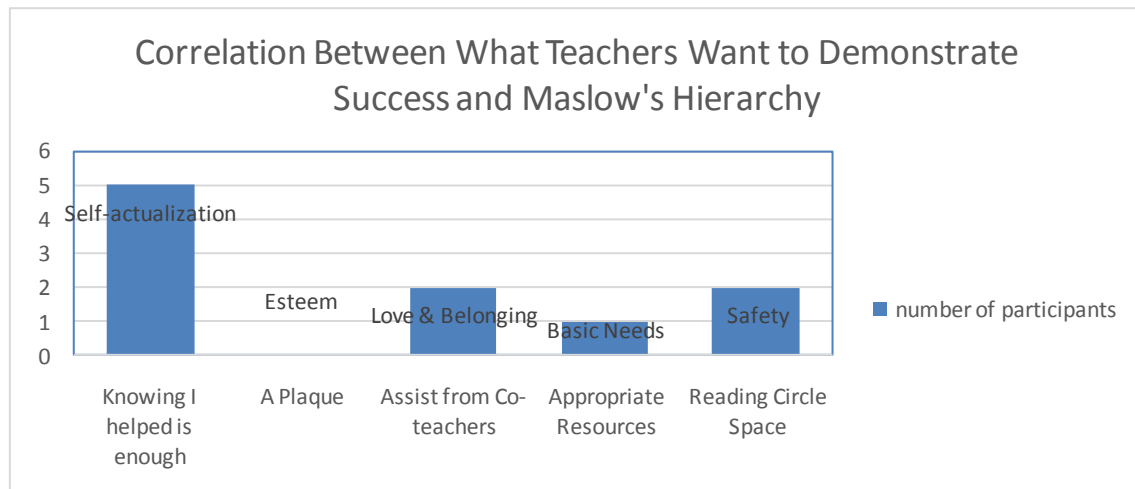 Correlation Between What Teachers Want to Demonstrate
Success and Maslow's Hierarchy
6
5
4
3
2
1
0
Self-actualization
Esteem
Love & Belonging
Basic Needs
Safety
number of participants
Knowing I
helped is
enough
A Plaque
Assist from Co-
teachers
Appropriate
Resources
Reading Circle
Space